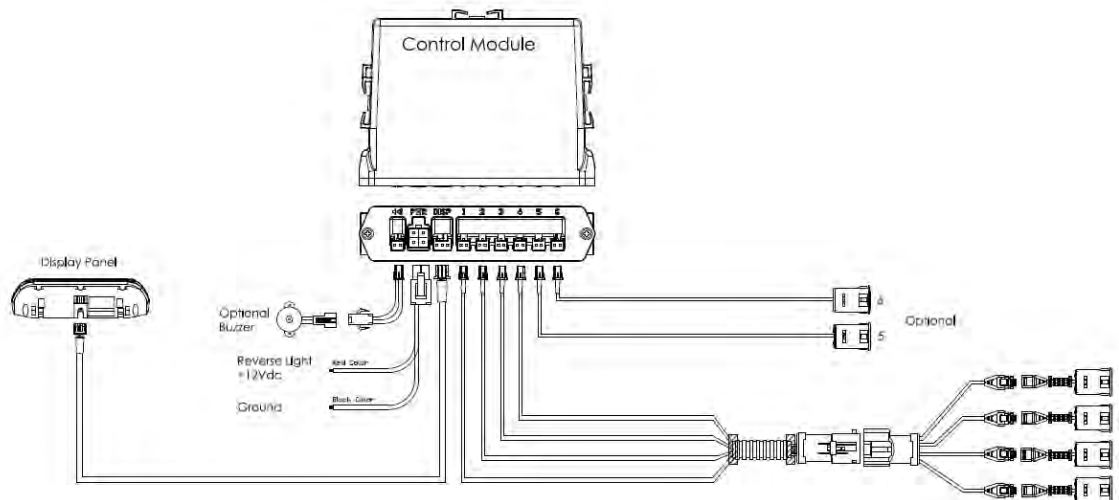 Control Module
PWR DISP 1 2 3 4 5 6
Display Panel
Optional
Buzzer
6
5
Optional
Reverse Light
+12Vdc
Red Color
Ground
Black Color